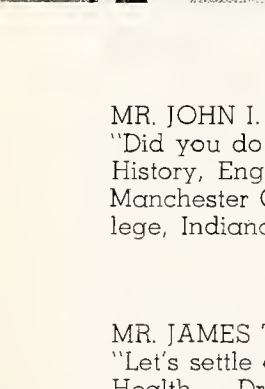 MR. JOHN I.
"Did you do
History, Eng
Manchester
lege, Indiana
MR. JAMES
"Let's settle
Health